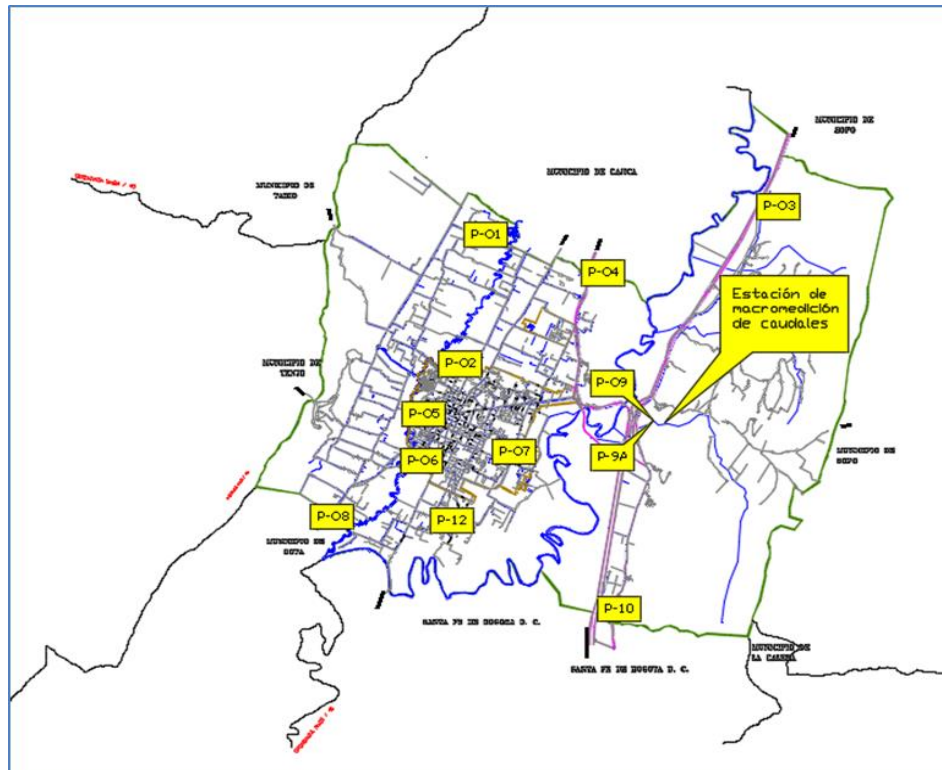 MUNICIPIO DE
SOPO
MUNICIPIO DE CAJICA
MUNICIPIO DE
TABIO
P-03
P-01
P-04
Estación de
macromedición
de caudales
P-02
MUNICIPIO DE
TENJO
P-09
P-05
P-06
P-07
P-9A
MUNICIPIO DE
SOPO
P-08
P-12
MUNICIPIO DE
COTA
P-10
SANTA FE DE BOGOTA D. C.
MUNICIPIO DE
LA CALERA
SANTA FE DE BOGOTA D. C.